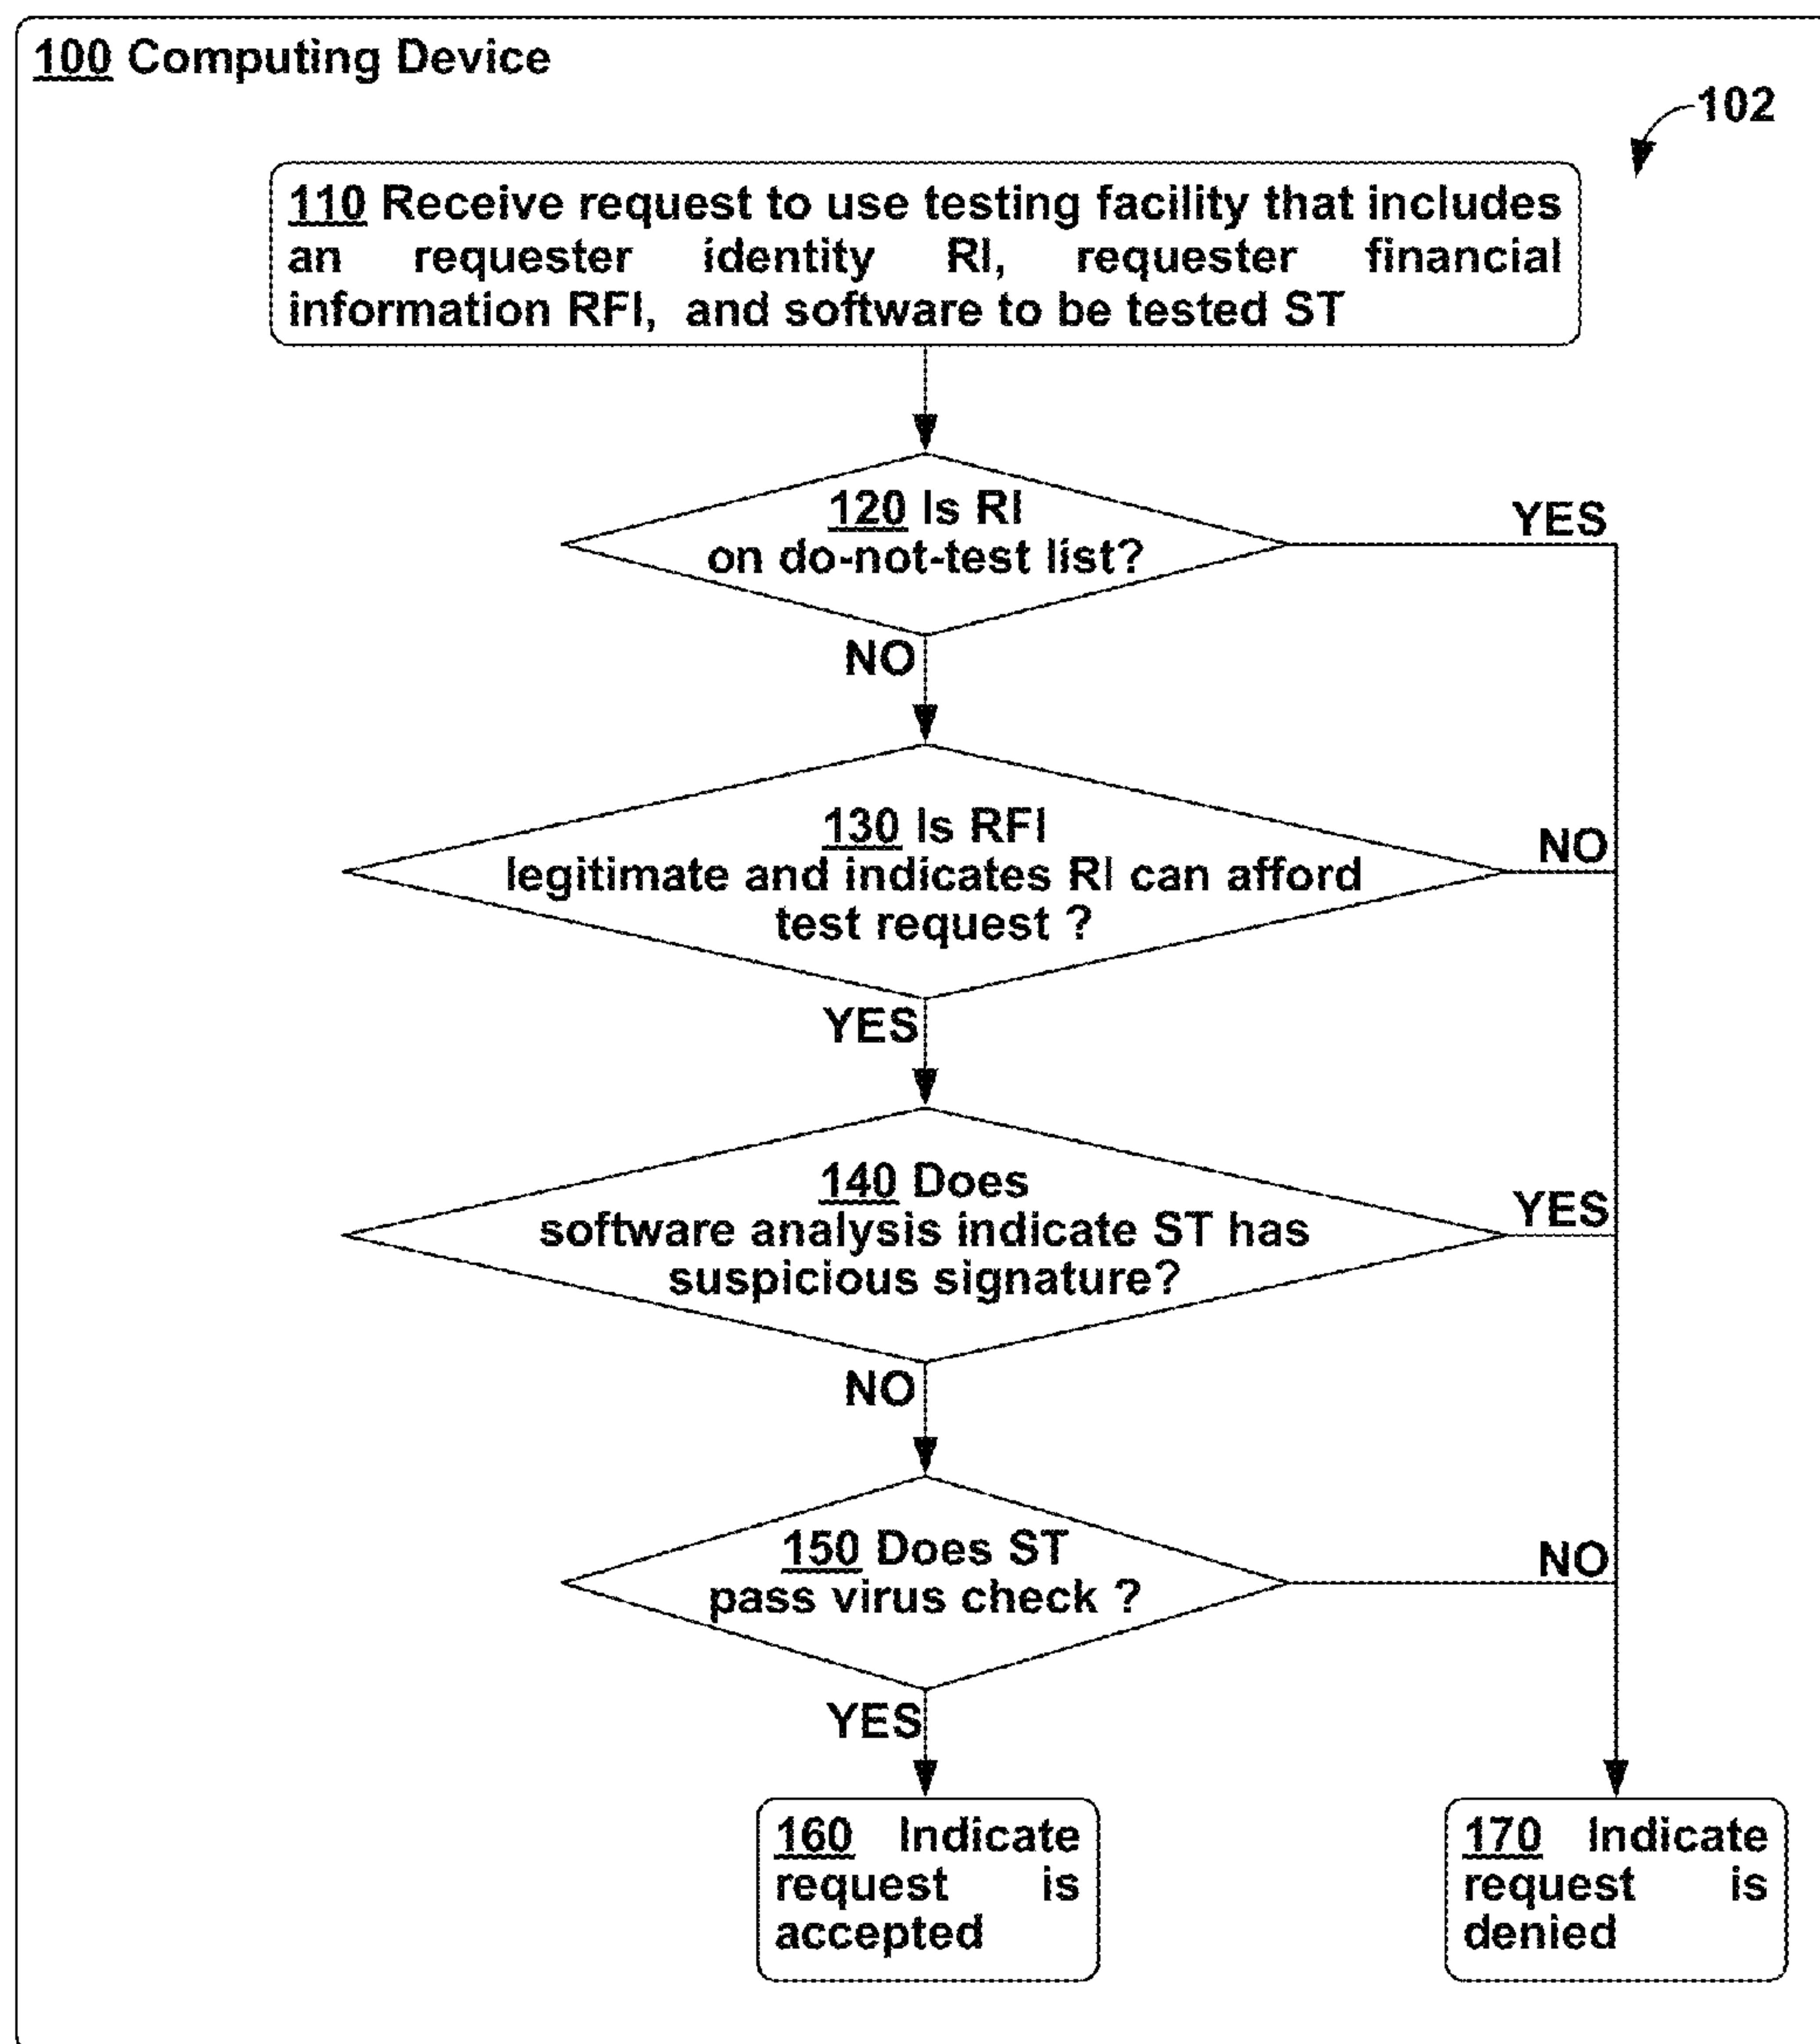 100 Computing Device
102
110 Receive request to use testing facility that includes
an requester identity RI, requester financial
information RFI, and software to be tested ST
120 Is RI
on do-not-test list?
YES
NO
130 Is RFI
legitimate and indicates RI can afford
test request ?
NO
YES
140 Does
software analysis indicate ST has
suspicious signature?
YES
NO
150 Does ST
pass virus check ?
NO
YES
160 Indicate
request is
accepted
170 Indicate
request is
denied